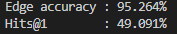 Edge accuracy : 95.264%
Hits@1        : 49.091%